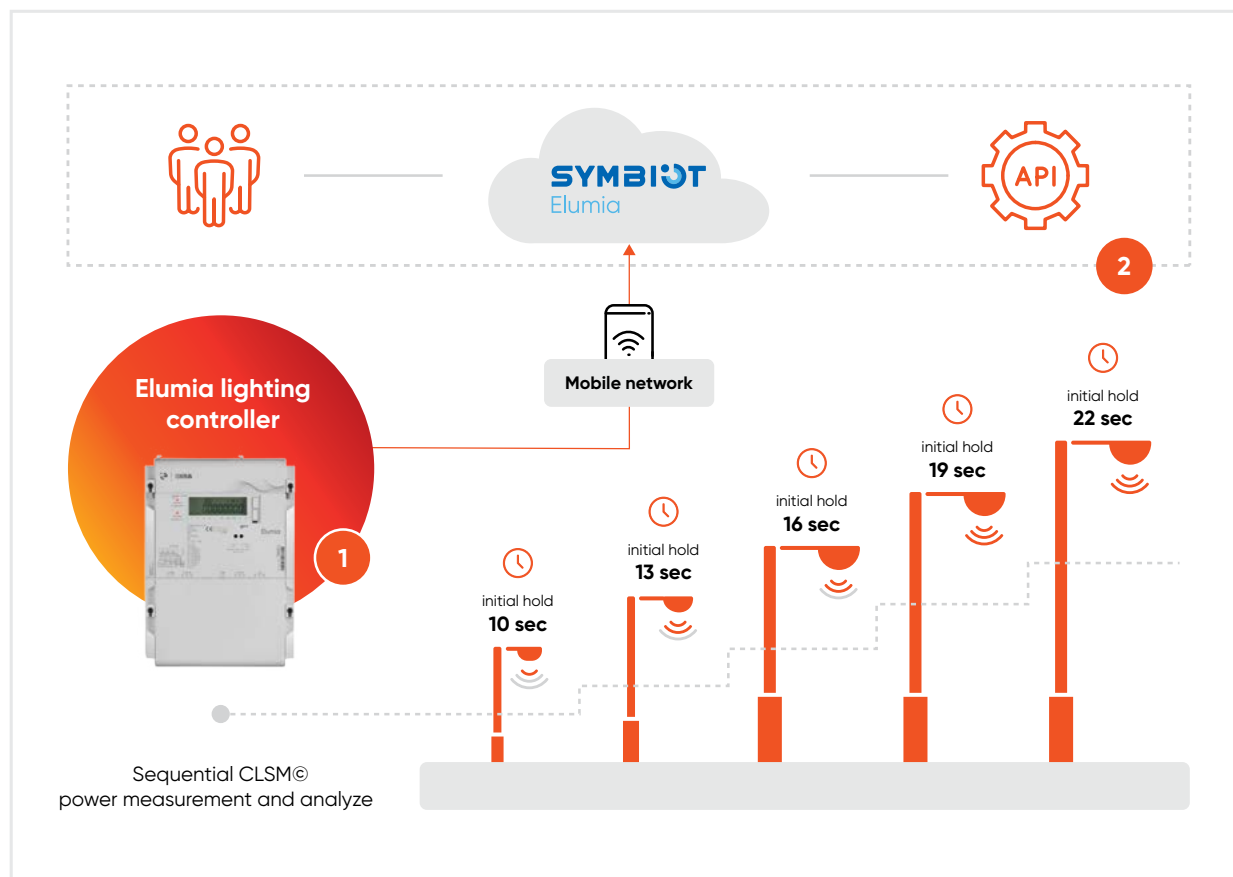 SYMBIOT
Elumia
API
2
Mobile network
Elumia lighting
controller
1
initial hold
10 sec
initial hold
13 sec
initial hold
16 sec
initial hold
19 sec
initial hold
22 sec
Sequential CLSM©
power measurement and analyze
Elumia